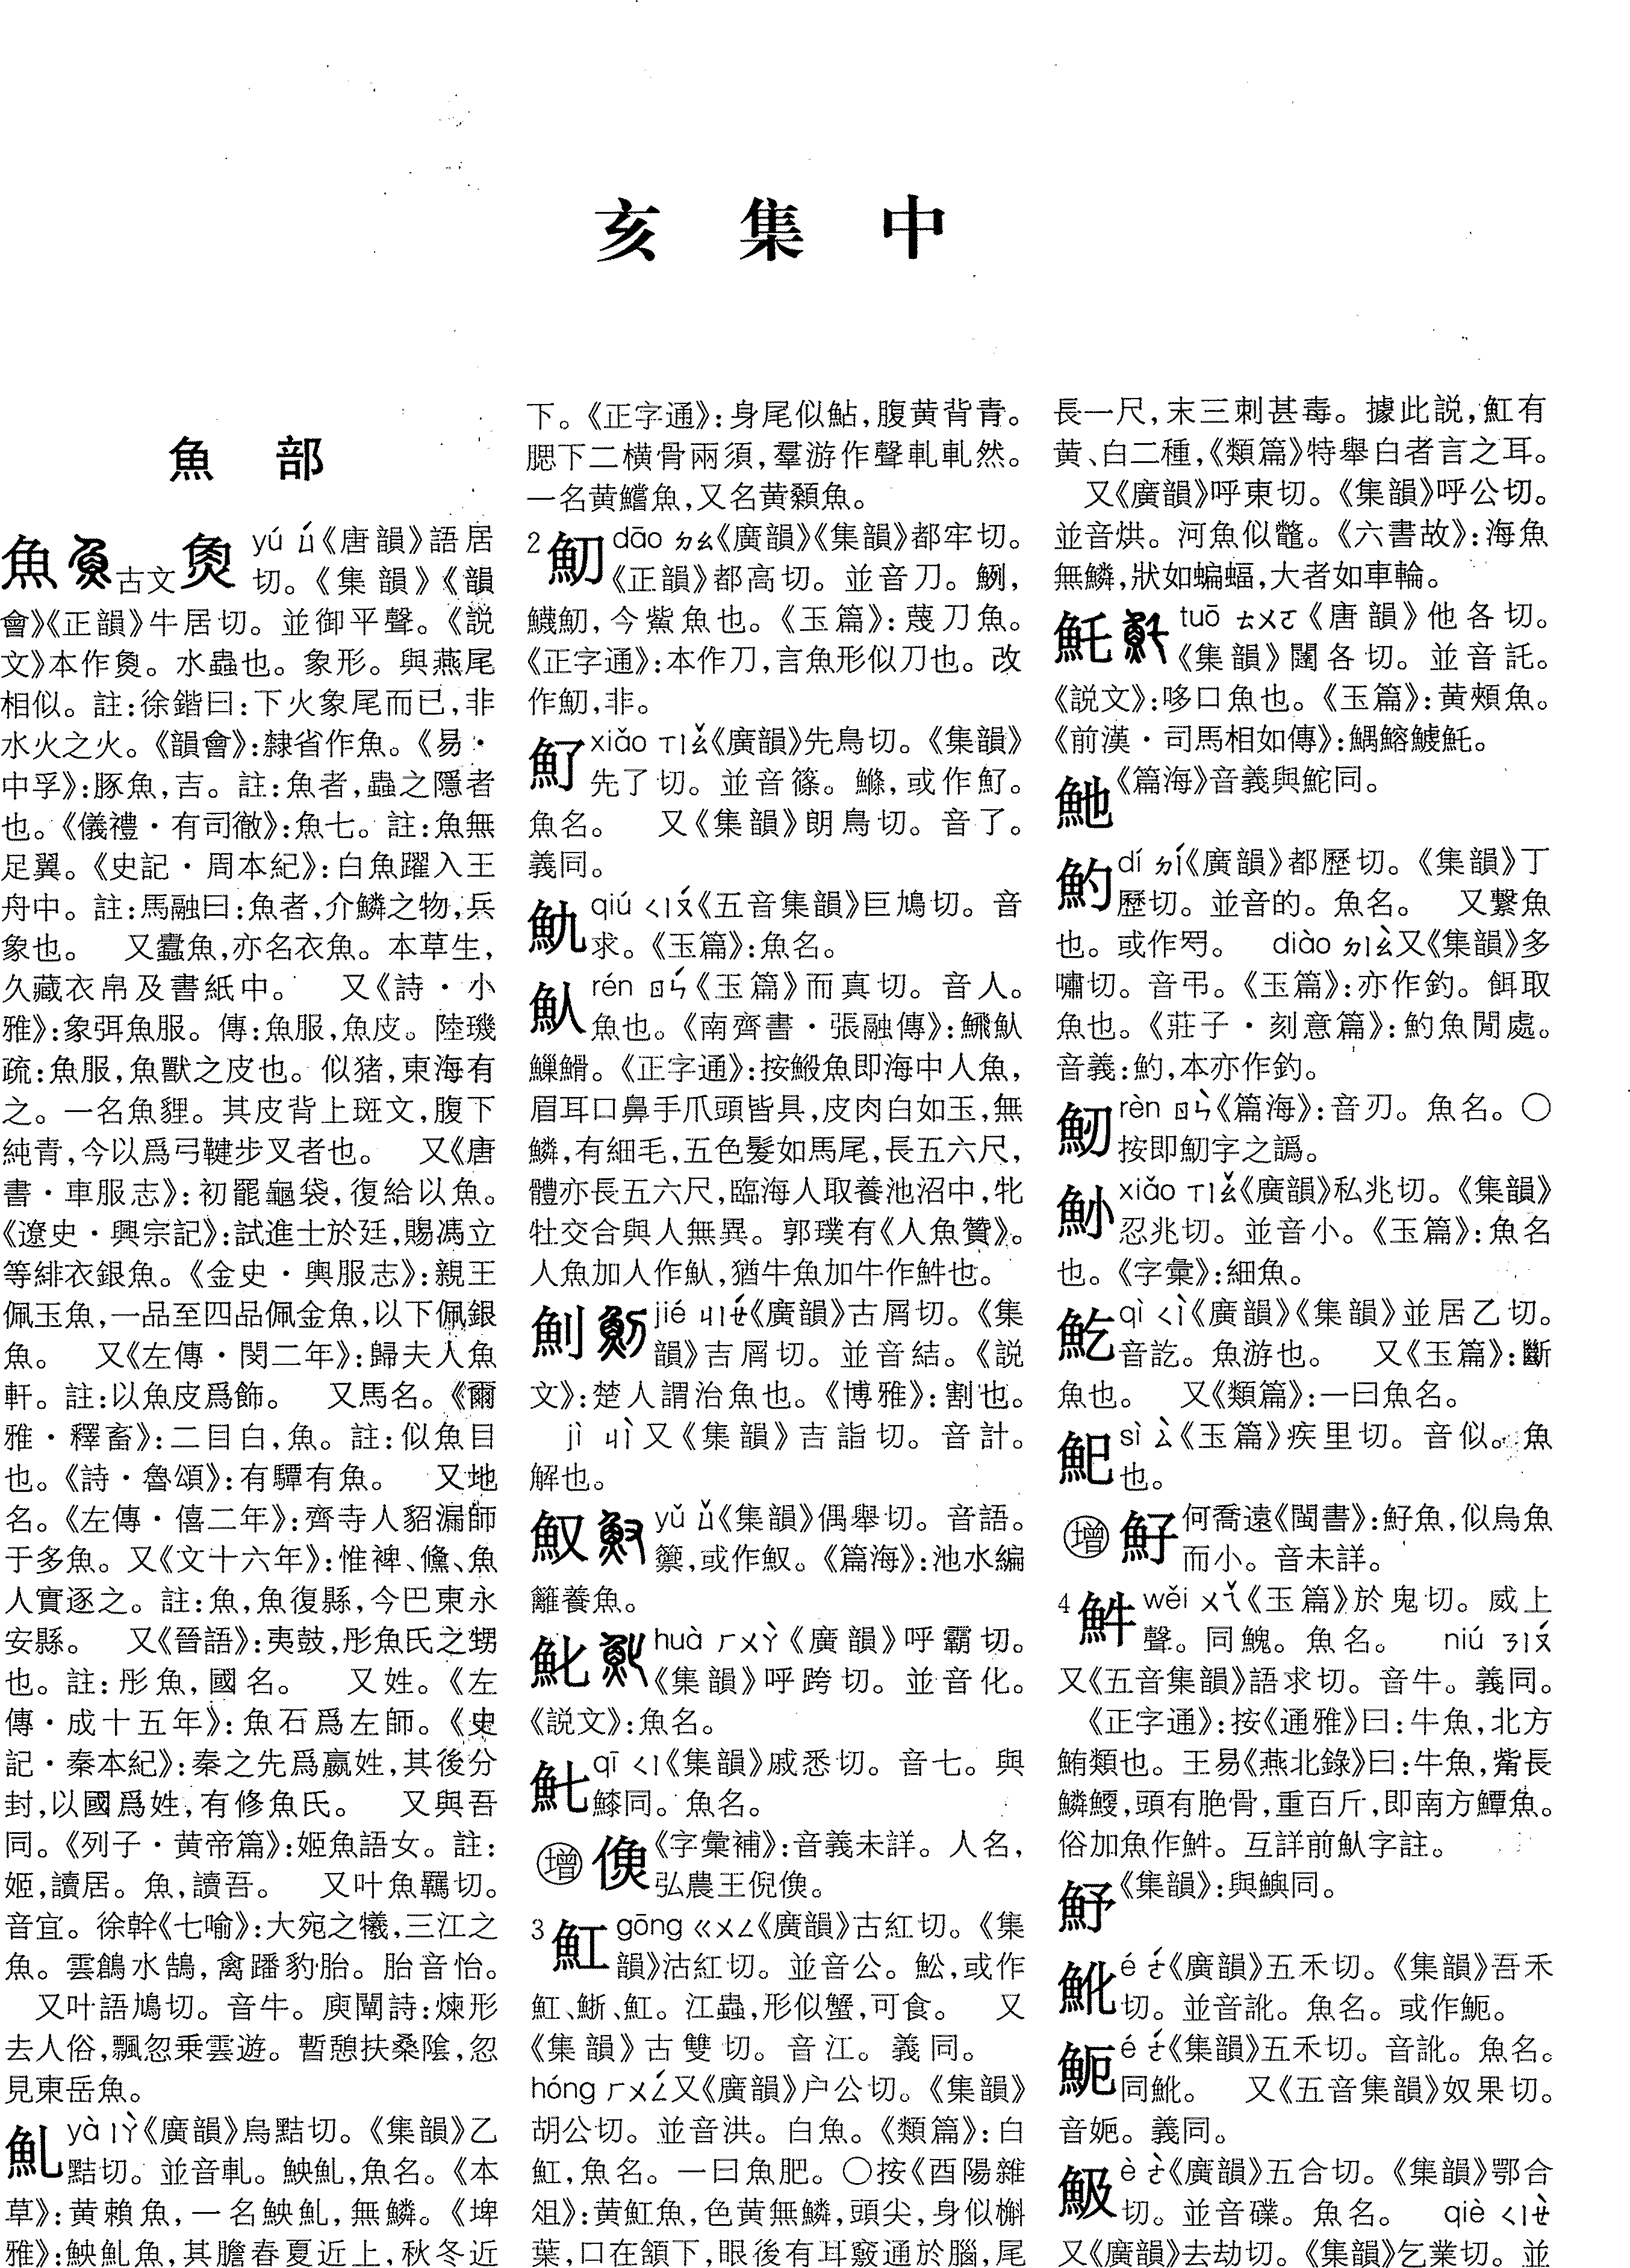 亥集中
魚部
魚 古文 yú ㄩˊ《唐韻》語居
切。《集韻》《韻
會》《正韻》牛居切。並御平聲。《説
文》本作𤋳。水蟲也。象形。與燕尾
相似。註:徐鍇曰:下火象尾而已,非
水火之火。《韻會》:隸省作魚。《易·
中孚》:豚魚,吉。註:魚者,蟲之隱者
也。《儀禮·有司徹》:魚七。註:魚無
足翼。《史記·周本紀》:白魚躍入王
舟中。註:馬融曰:魚者,介鱗之物,兵
象也。 又蠹魚,亦名衣魚。本草生,
久藏衣帛及書紙中。 又《詩·小
雅》:象弭魚服。傳:魚服,魚皮。陸璣
疏:魚服,魚獸之皮也。似猪,東海有
之。一名魚貍。其皮背上斑文,腹下
純青,今以爲弓鞬步叉者也。 又《唐
書·車服志》:初罷龜袋,復給以魚。
《遼史·興宗記》:試進士於廷,賜馮立
等緋衣銀魚。《金史·輿服志》:親王
佩玉魚,一品至四品佩金魚,以下佩銀
魚。 又《左傳·閔二年》:歸夫人魚
軒。註:以魚皮爲飾。 又馬名。《爾
雅·釋畜》:二目白,魚。註:似魚目
也。《詩·魯頌》:有驔有魚。 又地
名。《左傳·僖二年》:齊寺人貂漏師
于多魚。又《文十六年》:惟裨、鯈、魚
人實逐之。註:魚,魚復縣,今巴東永
安縣。 又《晉語》:夷鼓,彤魚氏之甥
也。註:彤魚,國名。 又姓。《左
傳·成十五年》:魚石爲左師。《史
記·秦本紀》:秦之先爲嬴姓,其後分
封,以國爲姓,有修魚氏。 又與吾
同。《列子·黄帝篇》:姬魚語女。註:
姬,讀居。魚,讀吾。 又叶魚羈切。
音宜。徐幹《七喻》:大宛之犧,三江之
魚。雲鶬水鵠,禽蹯豹胎。胎音怡。
又叶語鳩切。音牛。庾闡詩:煉形
去人俗,飄忽乘雲遊。暫憩扶桑陰,忽
見東岳魚。
魤 yà ㄧㄚˋ《廣韻》烏黠切。《集韻》乙
黠切。並音軋。鮧魤,魚名。《本
草》:黄賴魚,一名鮧魤,無鱗。《埤
雅》:鮧魤魚,其膽春夏近上,秋冬近
下。《正字通》:身尾似鮎,腹黄背青。
腮下二横骨兩須,羣游作聲軋軋然。
一名黄鱨魚,又名黄顙魚。
2 魛 dāo ㄉㄠ《廣韻》《集韻》都牢切。
《正韻》都高切。並音刀。鮤,
鱴魛,今鮆魚也。《玉篇》:蔑刀魚。
《正字通》:本作刀,言魚形似刀也。改
作魛,非。
魡 xiǎo ㄒㄧㄠˇ《廣韻》先鳥切。《集韻》
先了切。並音篠。鰷,或作𩵖。
魚名。 又《集韻》朗鳥切。音了。
義同。
qiú ㄑㄧㄡˊ《五音集韻》巨鳩切。音
求。《玉篇》:魚名。
魜 rén ㄖㄣˊ《玉篇》而真切。音人。
魚也。《南齊書·張融傳》:䱡魜
鱳䱻。《正字通》:按䱡魚即海中人魚,
眉耳口鼻手爪頭皆具,皮肉白如玉,無
鱗,有細毛,五色髮如馬尾,長五六尺,
體亦長五六尺,臨海人取養池沼中,牝
牡交合與人無異。郭璞有《人魚贊》。
人魚加人作魜,猶牛魚加牛作䰻也。
魝 jié ㄐㄧㄝˊ《廣韻》古屑切。《集
韻》吉屑切。並音結。《説
文》:楚人謂治魚也。《博雅》:割也。
jì ㄐㄧˋ又《集韻》吉詣切。音計。
解也。
䰻 yǔ ㄩˇ《集韻》偶舉切。音語。
籞,或作䰻。《篇海》:池水編
籬養魚。
魤 huà ㄏㄨㄚˋ《廣韻》呼霸切。
《集韻》呼跨切。並音化。
《説文》:魚名。
qī ㄑㄧ《集韻》戚悉切。音七。與
䲡同。魚名。
增 𠊦《字彙補》:音義未詳。人名,
弘農王倪𠊦。
3 魟 gōng ㄍㄨㄥ《廣韻》古紅切。《集
韻》沽紅切。並音公。魵,或作
魟、䱤、魟。江蟲,形似蟹,可食。 又
《集韻》古雙切。音江。義同。
hóng ㄏㄨㄥˊ又《廣韻》户公切。《集韻》
胡公切。並音洪。白魚。《類篇》:白
魟,魚名。一曰魚肥。○按《酉陽雜
俎》:黄魟魚,色黄無鱗,頭尖,身似槲
葉,口在頷下,眼後有耳竅通於腦,尾
長一尺,末三刺甚毒。據此説,魟有
黄、白二種,《類篇》特舉白者言之耳。
又《廣韻》呼東切。《集韻》呼公切。
並音烘。河魚似鼈。《六書故》:海魚
無鱗,狀如蝙蝠,大者如車輪。
魠 tuō ㄊㄨㄛ《唐韻》他各切。
《集韻》闥各切。並音託。
《説文》:哆口魚也。《玉篇》:黄頰魚。
《前漢·司馬相如傳》:鰅鰫鯱魠。
䰿《篇海》音義與鮀同。
魡 dí ㄉㄧˊ《廣韻》都歷切。《集韻》丁
歷切。並音的。魚名。 又繫魚
也。或作𦉹。 diào ㄉㄧㄠˋ又《集韻》多
嘯切。音弔。《玉篇》:亦作釣。餌取
魚也。《莊子·刻意篇》:魡魚閒處。
音義:魡,本亦作釣。
rèn ㄖㄣˋ《篇海》:音刃。魚名。○
按即魛字之譌。
xiǎo ㄒㄧㄠˇ《廣韻》私兆切。《集韻》
忍兆切。並音小。《玉篇》:魚名
也。《字彙》:細魚。
䰴 qì ㄑㄧˋ《廣韻》《集韻》並居乙切。
音訖。魚游也。 又《玉篇》:斷
魚也。 又《類篇》:一曰魚名。
sì ㄙˋ《玉篇》疾里切。音似。魚
也。
增 何喬遠《閩書》:䰵魚,似烏魚
而小。音未詳。
4 䰻 wěi ㄨㄟˇ《玉篇》於鬼切。威上
聲。同鮠。魚名。 niú ㄋㄧㄡˊ
又《五音集韻》語求切。音牛。義同。
《正字通》:按《通雅》曰:牛魚,北方
鮪類也。王易《燕北錄》曰:牛魚,觜長
鱗鯁,頭有脃骨,重百斤,即南方鱏魚。
俗加魚作䰻。互詳前魜字註。
魣《集韻》:與鱮同。
魤 é ㄜˊ《廣韻》五禾切。《集韻》吾禾
切。並音訛。魚名。或作䰹。
䰹 é ㄜˊ《集韻》五禾切。音訛。魚名。
同魤。 又《五音集韻》奴果切。
音妮。義同。
魥 è ㄜˋ《廣韻》五合切。《集韻》鄂合
切。並音礏。魚名。 qiè ㄑㄧㄝˋ
又《廣韻》去劫切。《集韻》乞業切。並